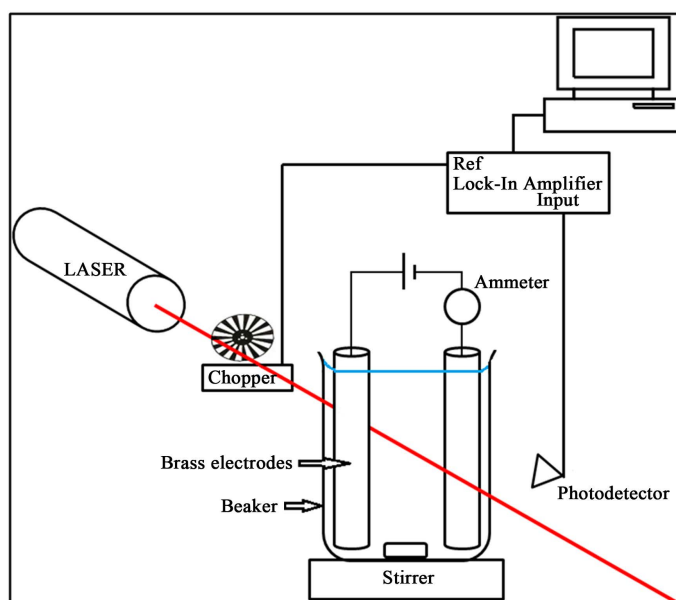 Ref
Lock-In Amplifier
Input
LASER
Ammeter
Chopper
Brass electrodes
Photodetector
Beaker
Stirrer